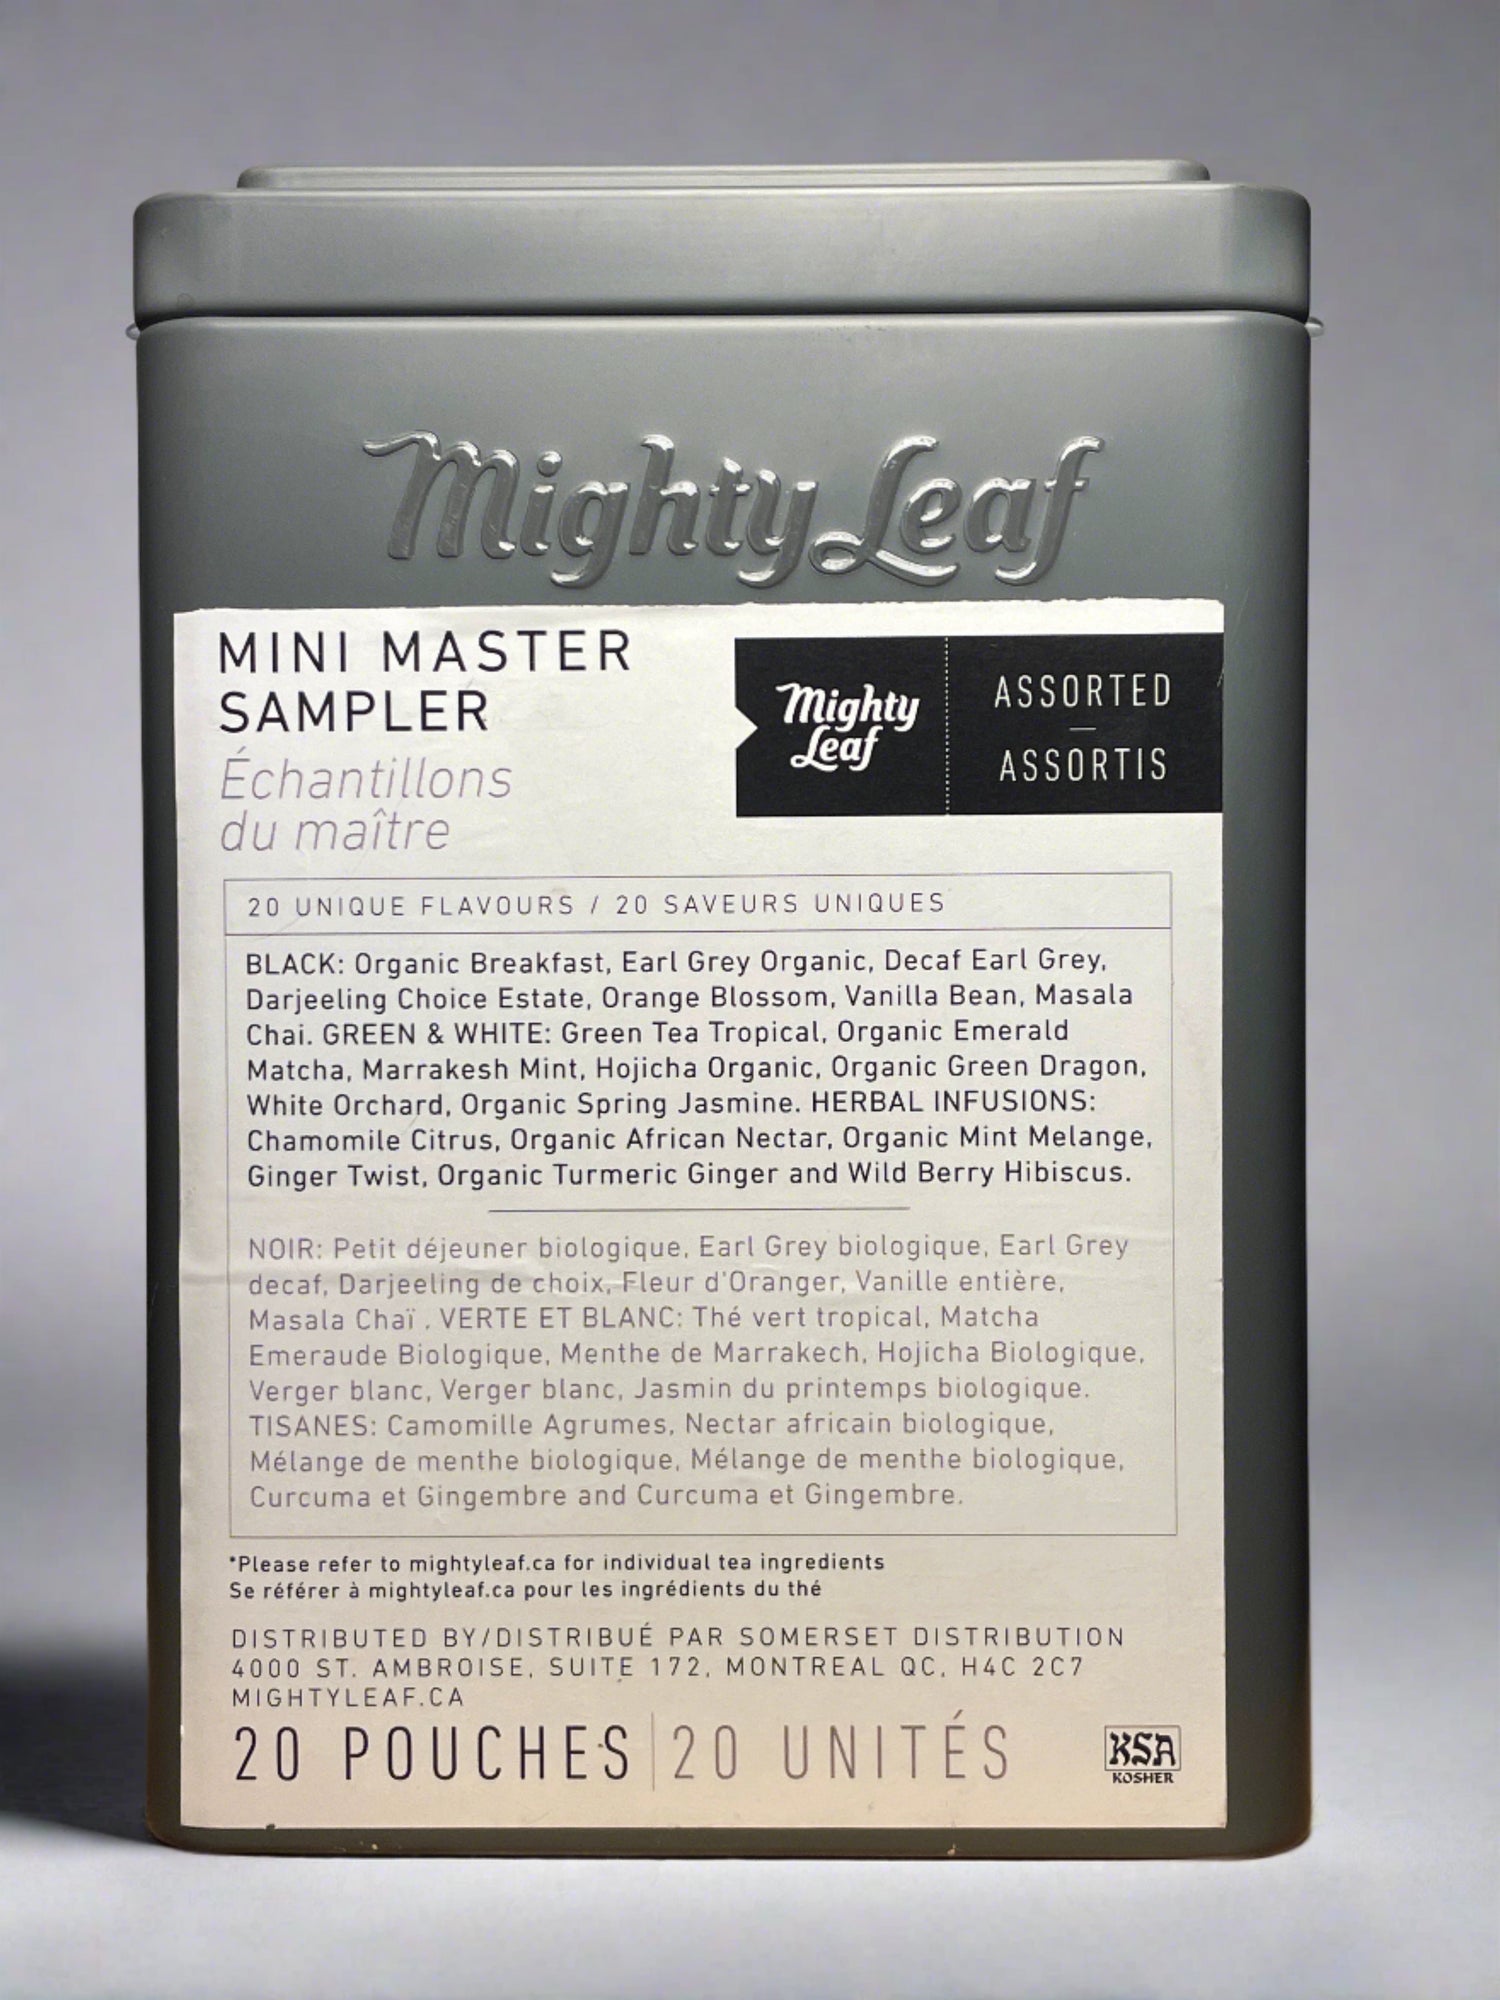 Mighty Leaf
MINI MASTER
SAMPLER
Échantillons
du maître
Mighty
Leaf
ASSORTED
—
ASSORTIS
20 UNIQUE FLAVOURS / 20 SAVEURS UNIQUES
BLACK: Organic Breakfast, Earl Grey Organic, Decaf Earl Grey,
Darjeeling Choice Estate, Orange Blossom, Vanilla Bean, Masala
Chai. GREEN & WHITE: Green Tea Tropical, Organic Emerald
Matcha, Marrakesh Mint, Hojicha Organic, Organic Green Dragon,
White Orchard, Organic Spring Jasmine. HERBAL INFUSIONS:
Chamomile Citrus, Organic African Nectar, Organic Mint Melange,
Ginger Twist, Organic Turmeric Ginger and Wild Berry Hibiscus.
NOIR: Petit déjeuner biologique, Earl Grey biologique, Earl Grey
decaf, Darjeeling de choix, Fleur d'Oranger, Vanille entière,
Masala Chaï . VERTE ET BLANC: Thé vert tropical, Matcha
Emeraude Biologique, Menthe de Marrakech, Hojicha Biologique,
Verger blanc, Verger blanc, Jasmin du printemps biologique.
TISANES: Camomille Agrumes, Nectar africain biologique,
Mélange de menthe biologique, Mélange de menthe biologique,
Curcuma et Gingembre and Curcuma et Gingembre.
*Please refer to mightyleaf.ca for individual tea ingredients
Se référer à mightyleaf.ca pour les ingrédients du thé
DISTRIBUTED BY/DISTRIBUÉ PAR SOMERSET DISTRIBUTION
4000 ST. AMBROISE, SUITE 172, MONTREAL QC, H4C 2C7
MIGHTYLEAF.CA
20 POUCHES | 20 UNITÉS
KSA
KOSHER